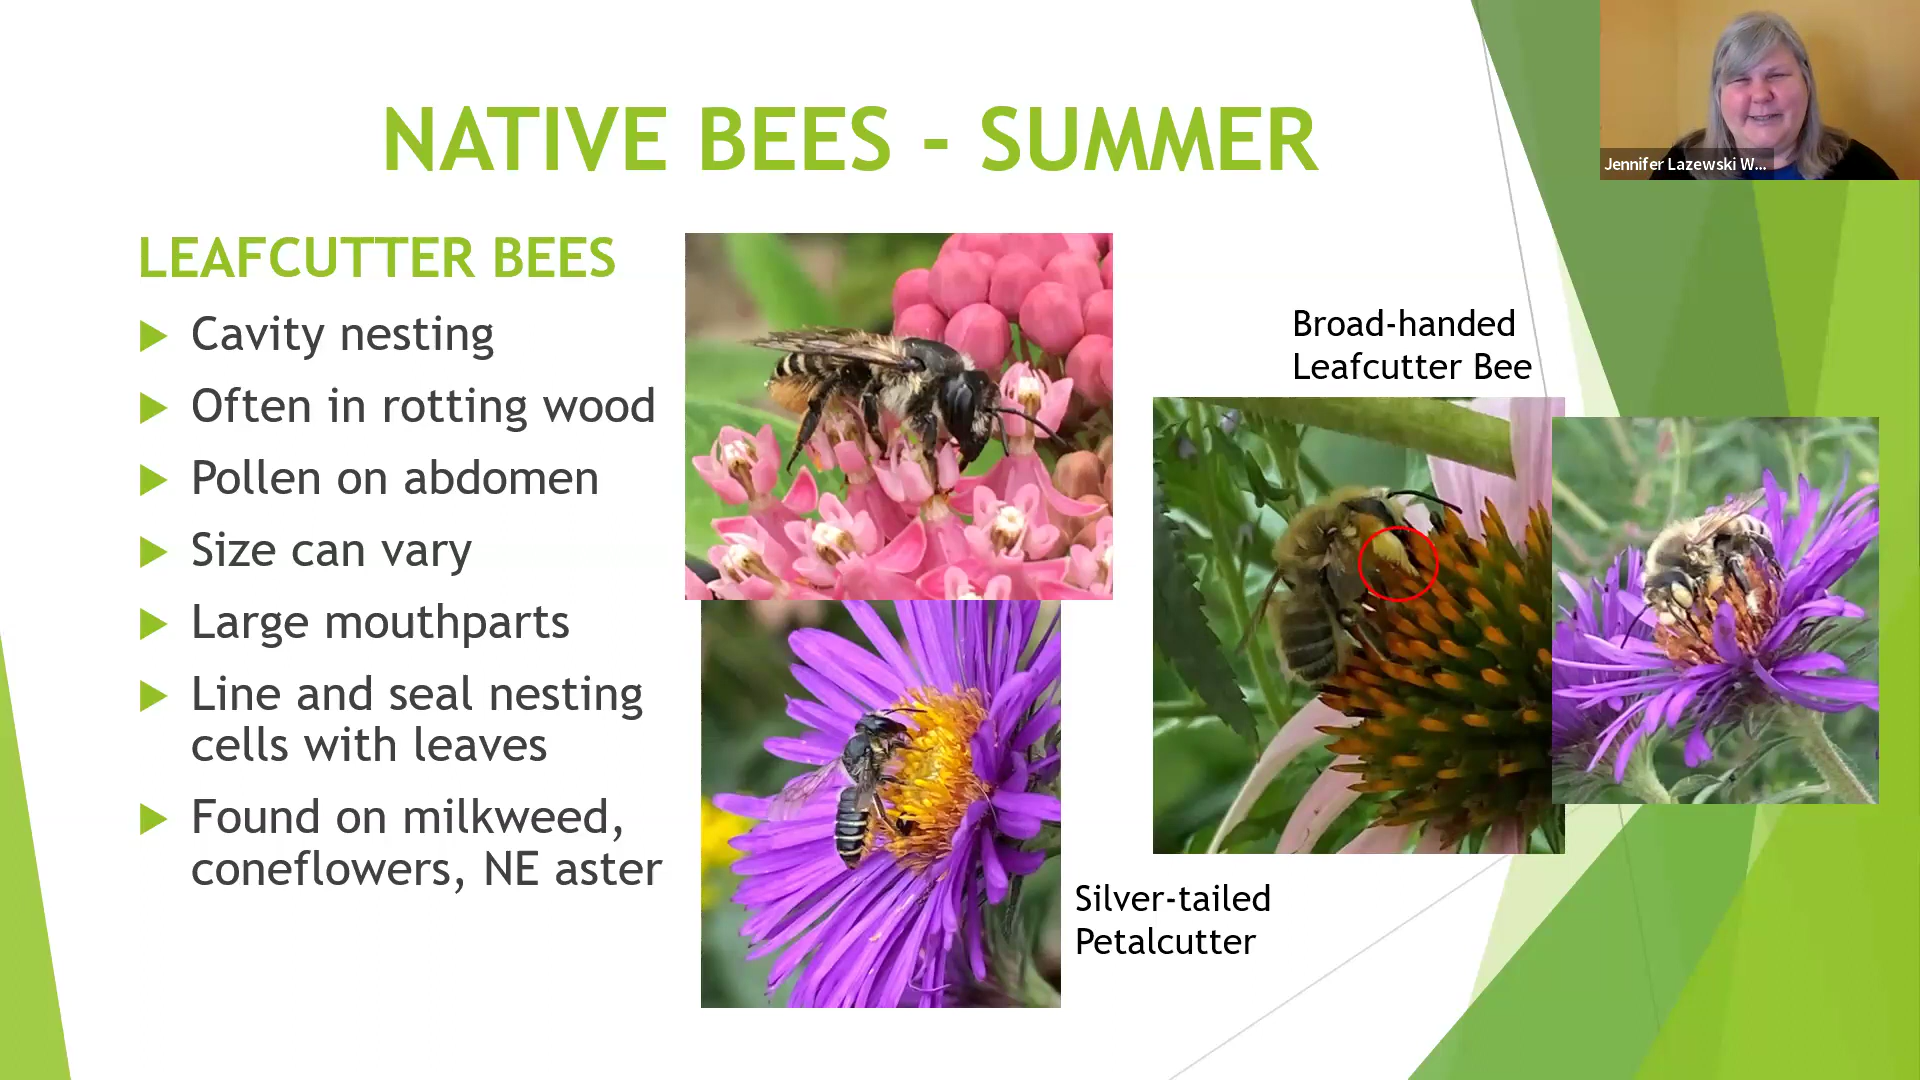 NATIVE BEES - SUMMER
Jennifer Lazewski W...
LEAFCUTTER BEES
Cavity nesting
Often in rotting wood
Pollen on abdomen
Size can vary
Large mouthparts
Line and seal nesting
cells with leaves
Found on milkweed,
coneflowers, NE aster
Broad-handed
Leafcutter Bee
Silver-tailed
Petalcutter